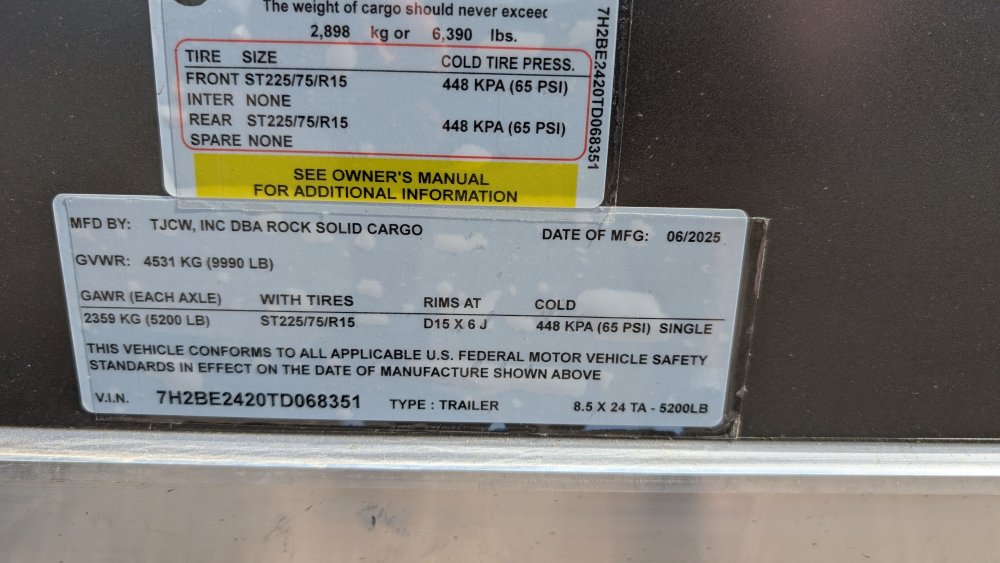 The weight of cargo should never exceed
2,898 kg or 6,390 lbs.
TIRE SIZE COLD TIRE PRESS.
FRONT ST225/75/R15 448 KPA (65 PSI)
INTER NONE
REAR ST225/75/R15 448 KPA (65 PSI)
SPARE NONE
SEE OWNER'S MANUAL
FOR ADDITIONAL INFORMATION
7H2BE2420TD068351
MFD BY: TJCW, INC DBA ROCK SOLID CARGO DATE OF MFG: 06/2025
GVWR: 4531 KG (9990 LB)
GAWR (EACH AXLE) WITH TIRES RIMS AT COLD
2359 KG (5200 LB) ST225/75/R15 D15 X 6 J 448 KPA (65 PSI) SINGLE
THIS VEHICLE CONFORMS TO ALL APPLICABLE U.S. FEDERAL MOTOR VEHICLE SAFETY
STANDARDS IN EFFECT ON THE DATE OF MANUFACTURE SHOWN ABOVE
V.I.N. 7H2BE2420TD068351 TYPE : TRAILER 8.5 X 24 TA - 5200LB